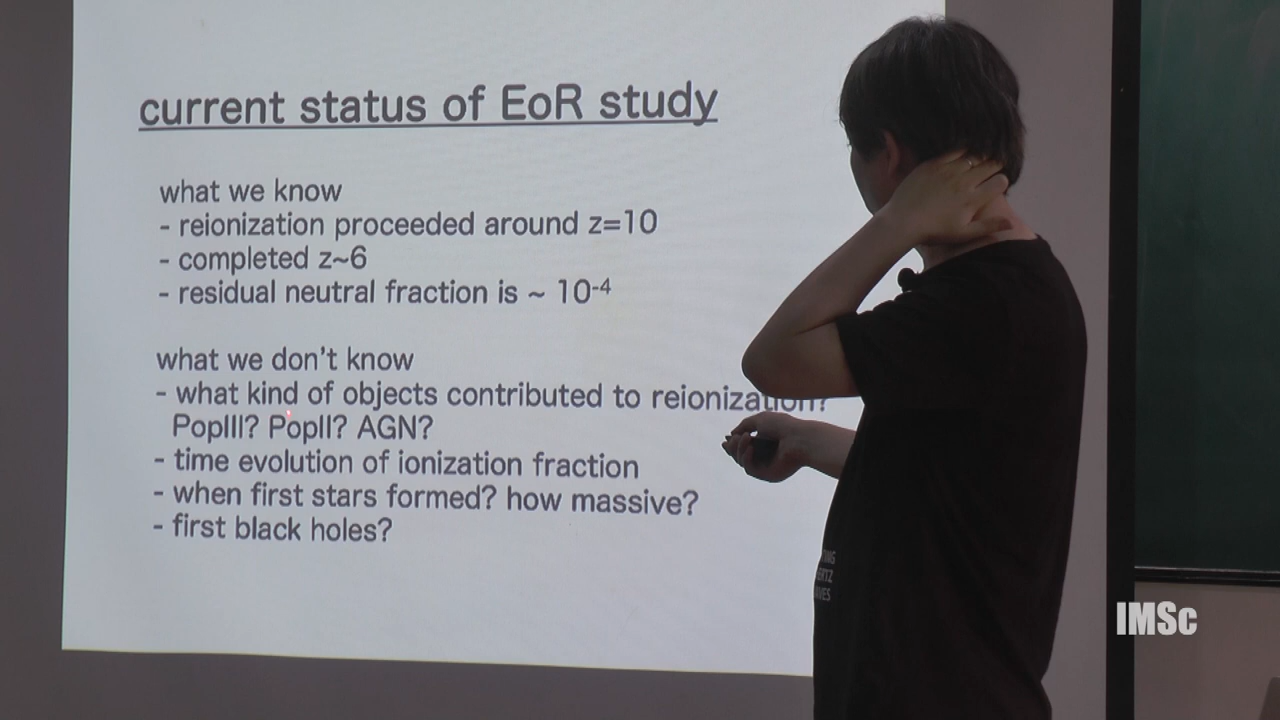 current status of EoR study
what we know
- reionization proceeded around z=10
- completed z~6
- residual neutral fraction is ~ 10⁻⁴
what we don't know
- what kind of objects contributed to reionization?
PopIII? PopII? AGN?
- time evolution of ionization fraction
- when first stars formed? how massive?
- first black holes?
IMSc